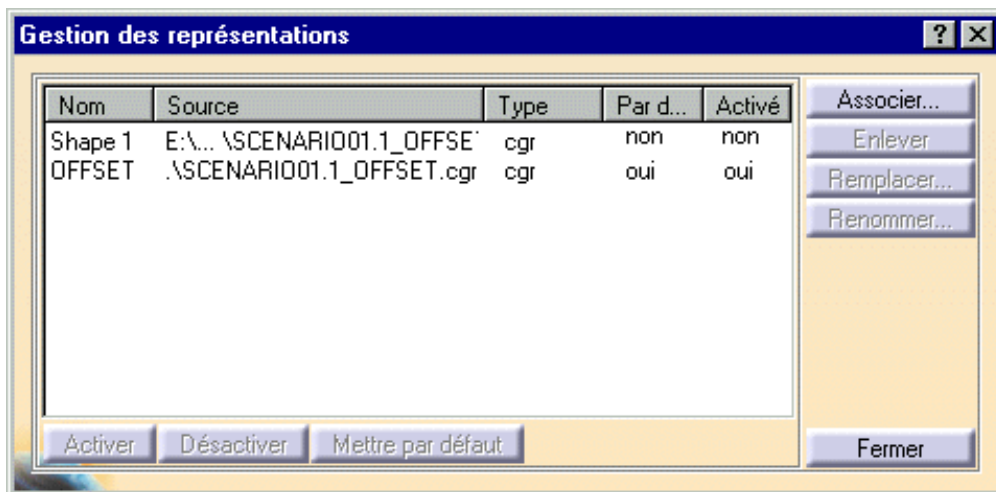 Gestion des représentations
Nom Source Type Par d... Activé
Shape 1 E:\... \SCENARIO01.1_OFFSE cgr non non
OFFSET .\SCENARIO01.1_OFFSET.cgr cgr oui oui
Associer...
Enlever
Remplacer...
Renommer...
Activer Désactiver Mettre par défaut
Fermer